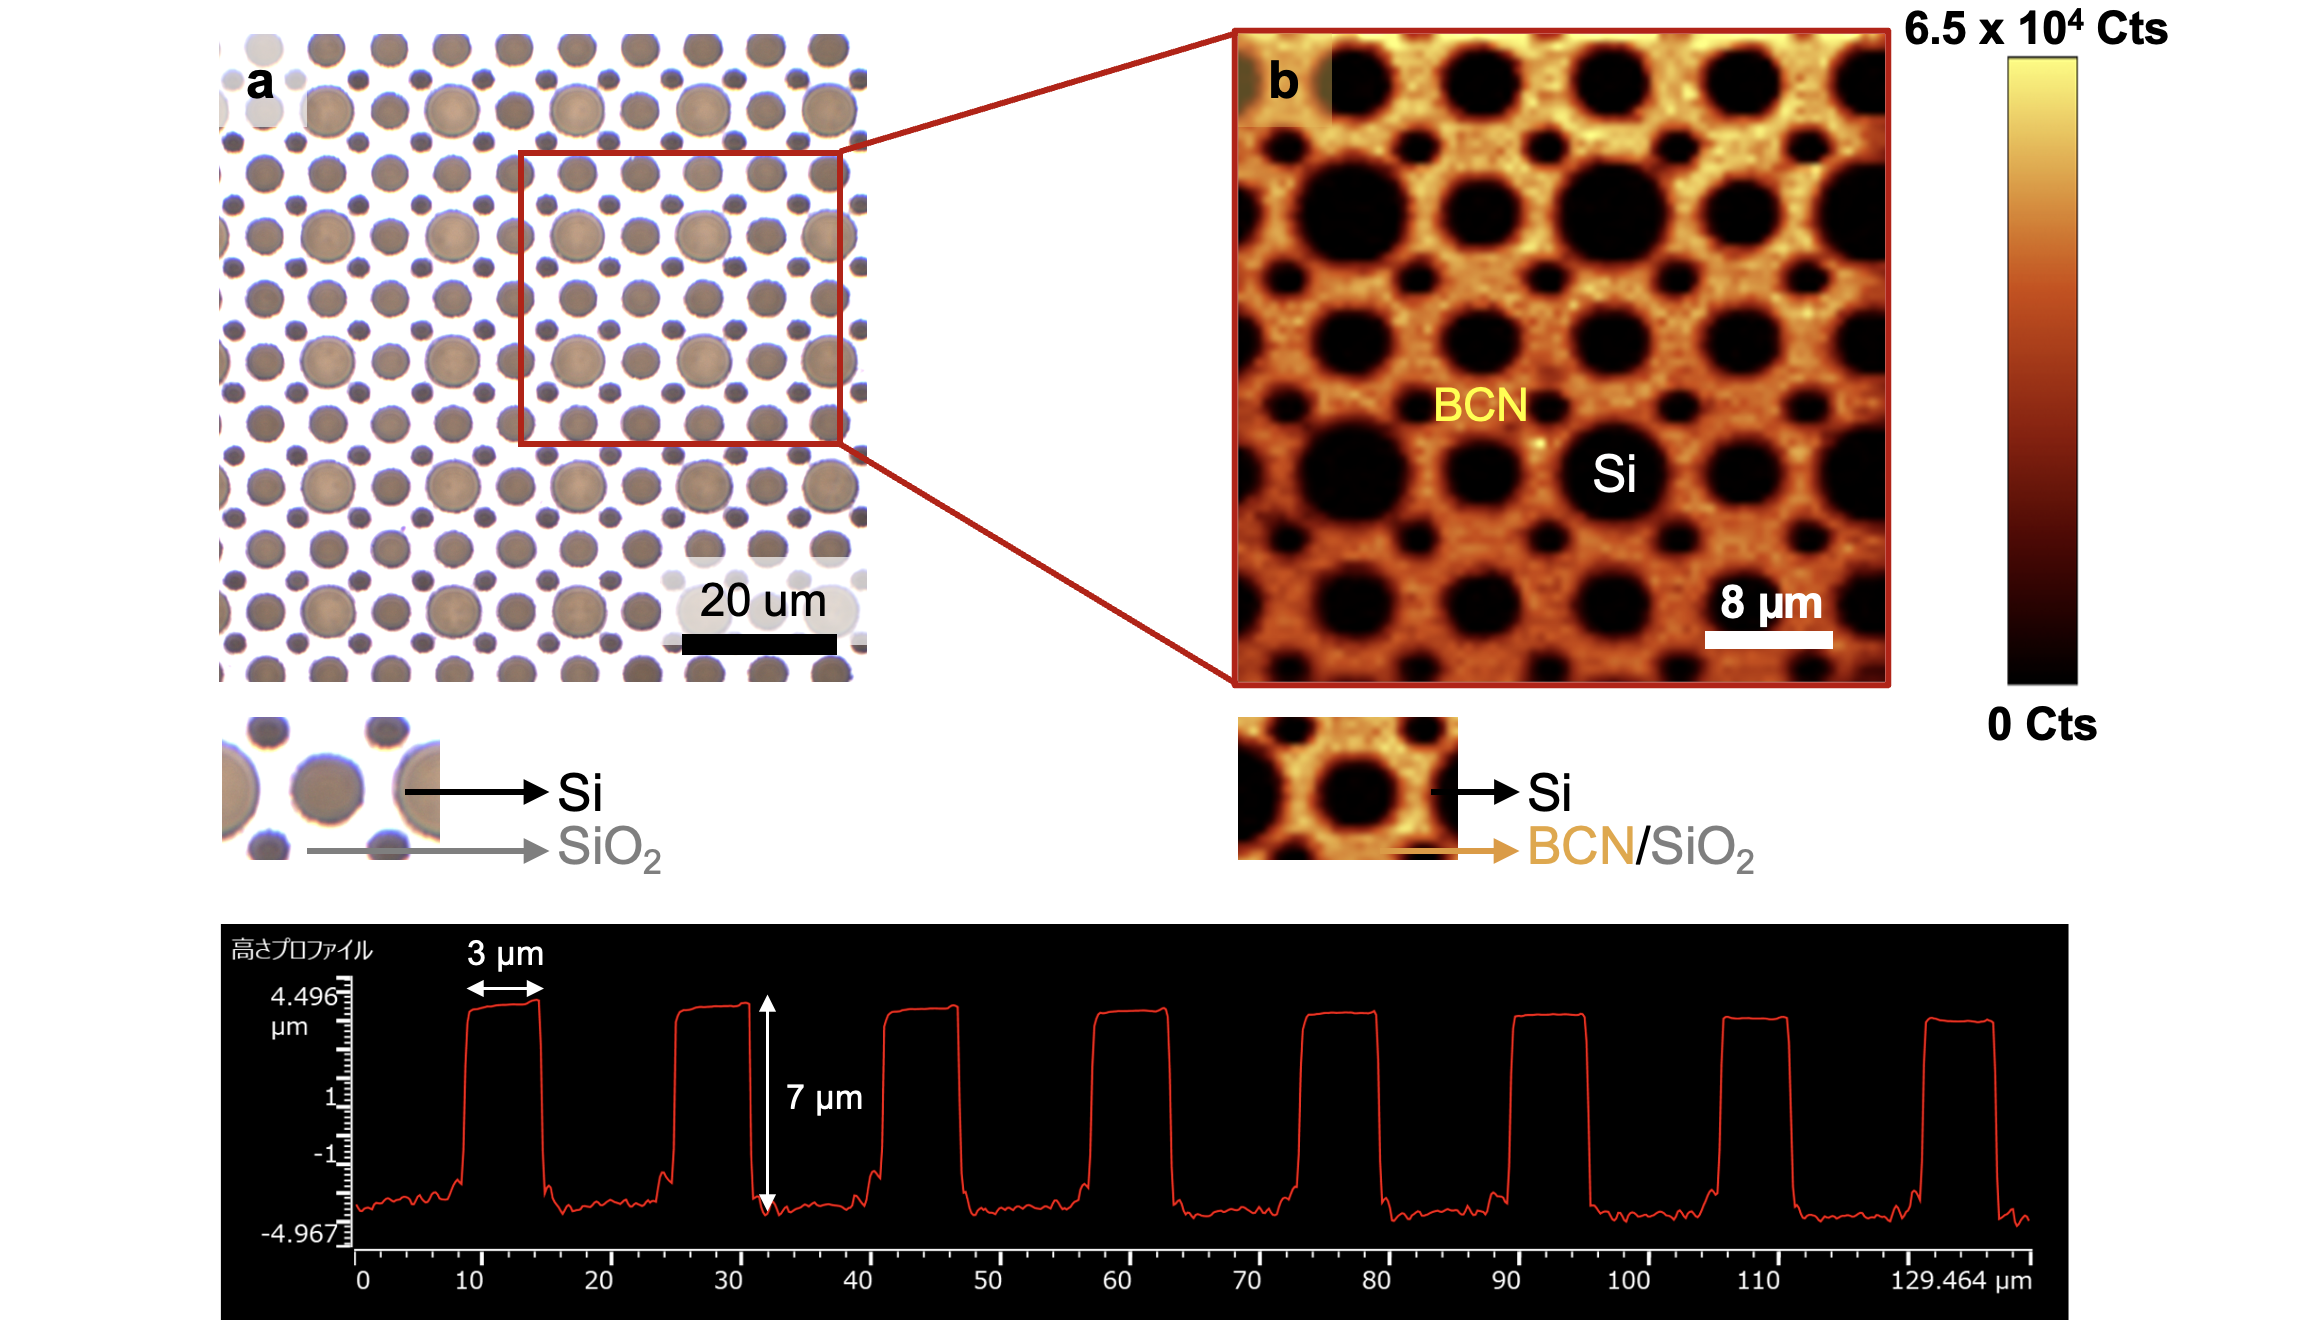 a
20 um
b
BCN
Si
8 µm
6.5 x 10⁴ Cts
0 Cts
Si
SiO₂
Si
BCN/SiO₂
高さプロファイル
3 µm
4.496
µm
7 µm
1
-1
-4.967
0 10 20 30 40 50 60 70 80 90 100 110 129.464 µm